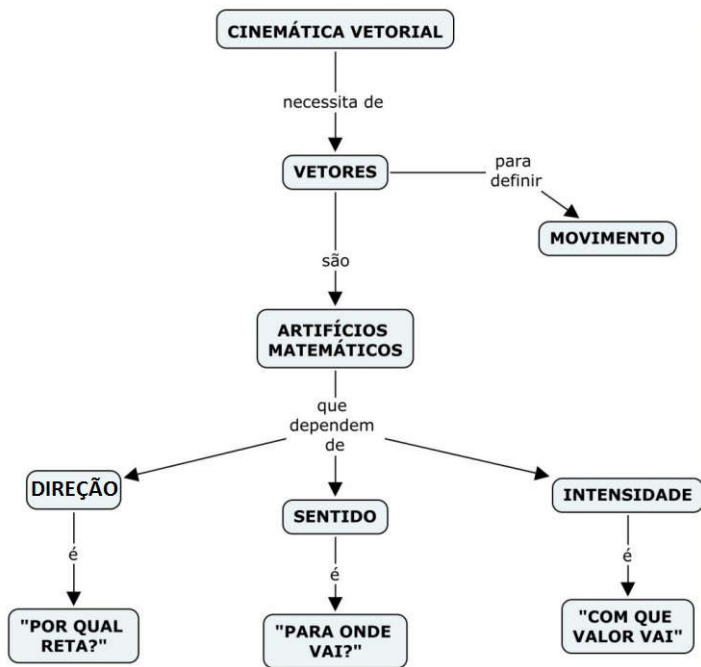 CINEMÁTICA VETORIAL
necessita de
VETORES
para
definir
MOVIMENTO
são
ARTIFÍCIOS
MATEMÁTICOS
que
dependem
de
DIREÇÃO
SENTIDO
INTENSIDADE
é
é
é
"POR QUAL
RETA?"
"PARA ONDE
VAI?"
"COM QUE
VALOR VAI"